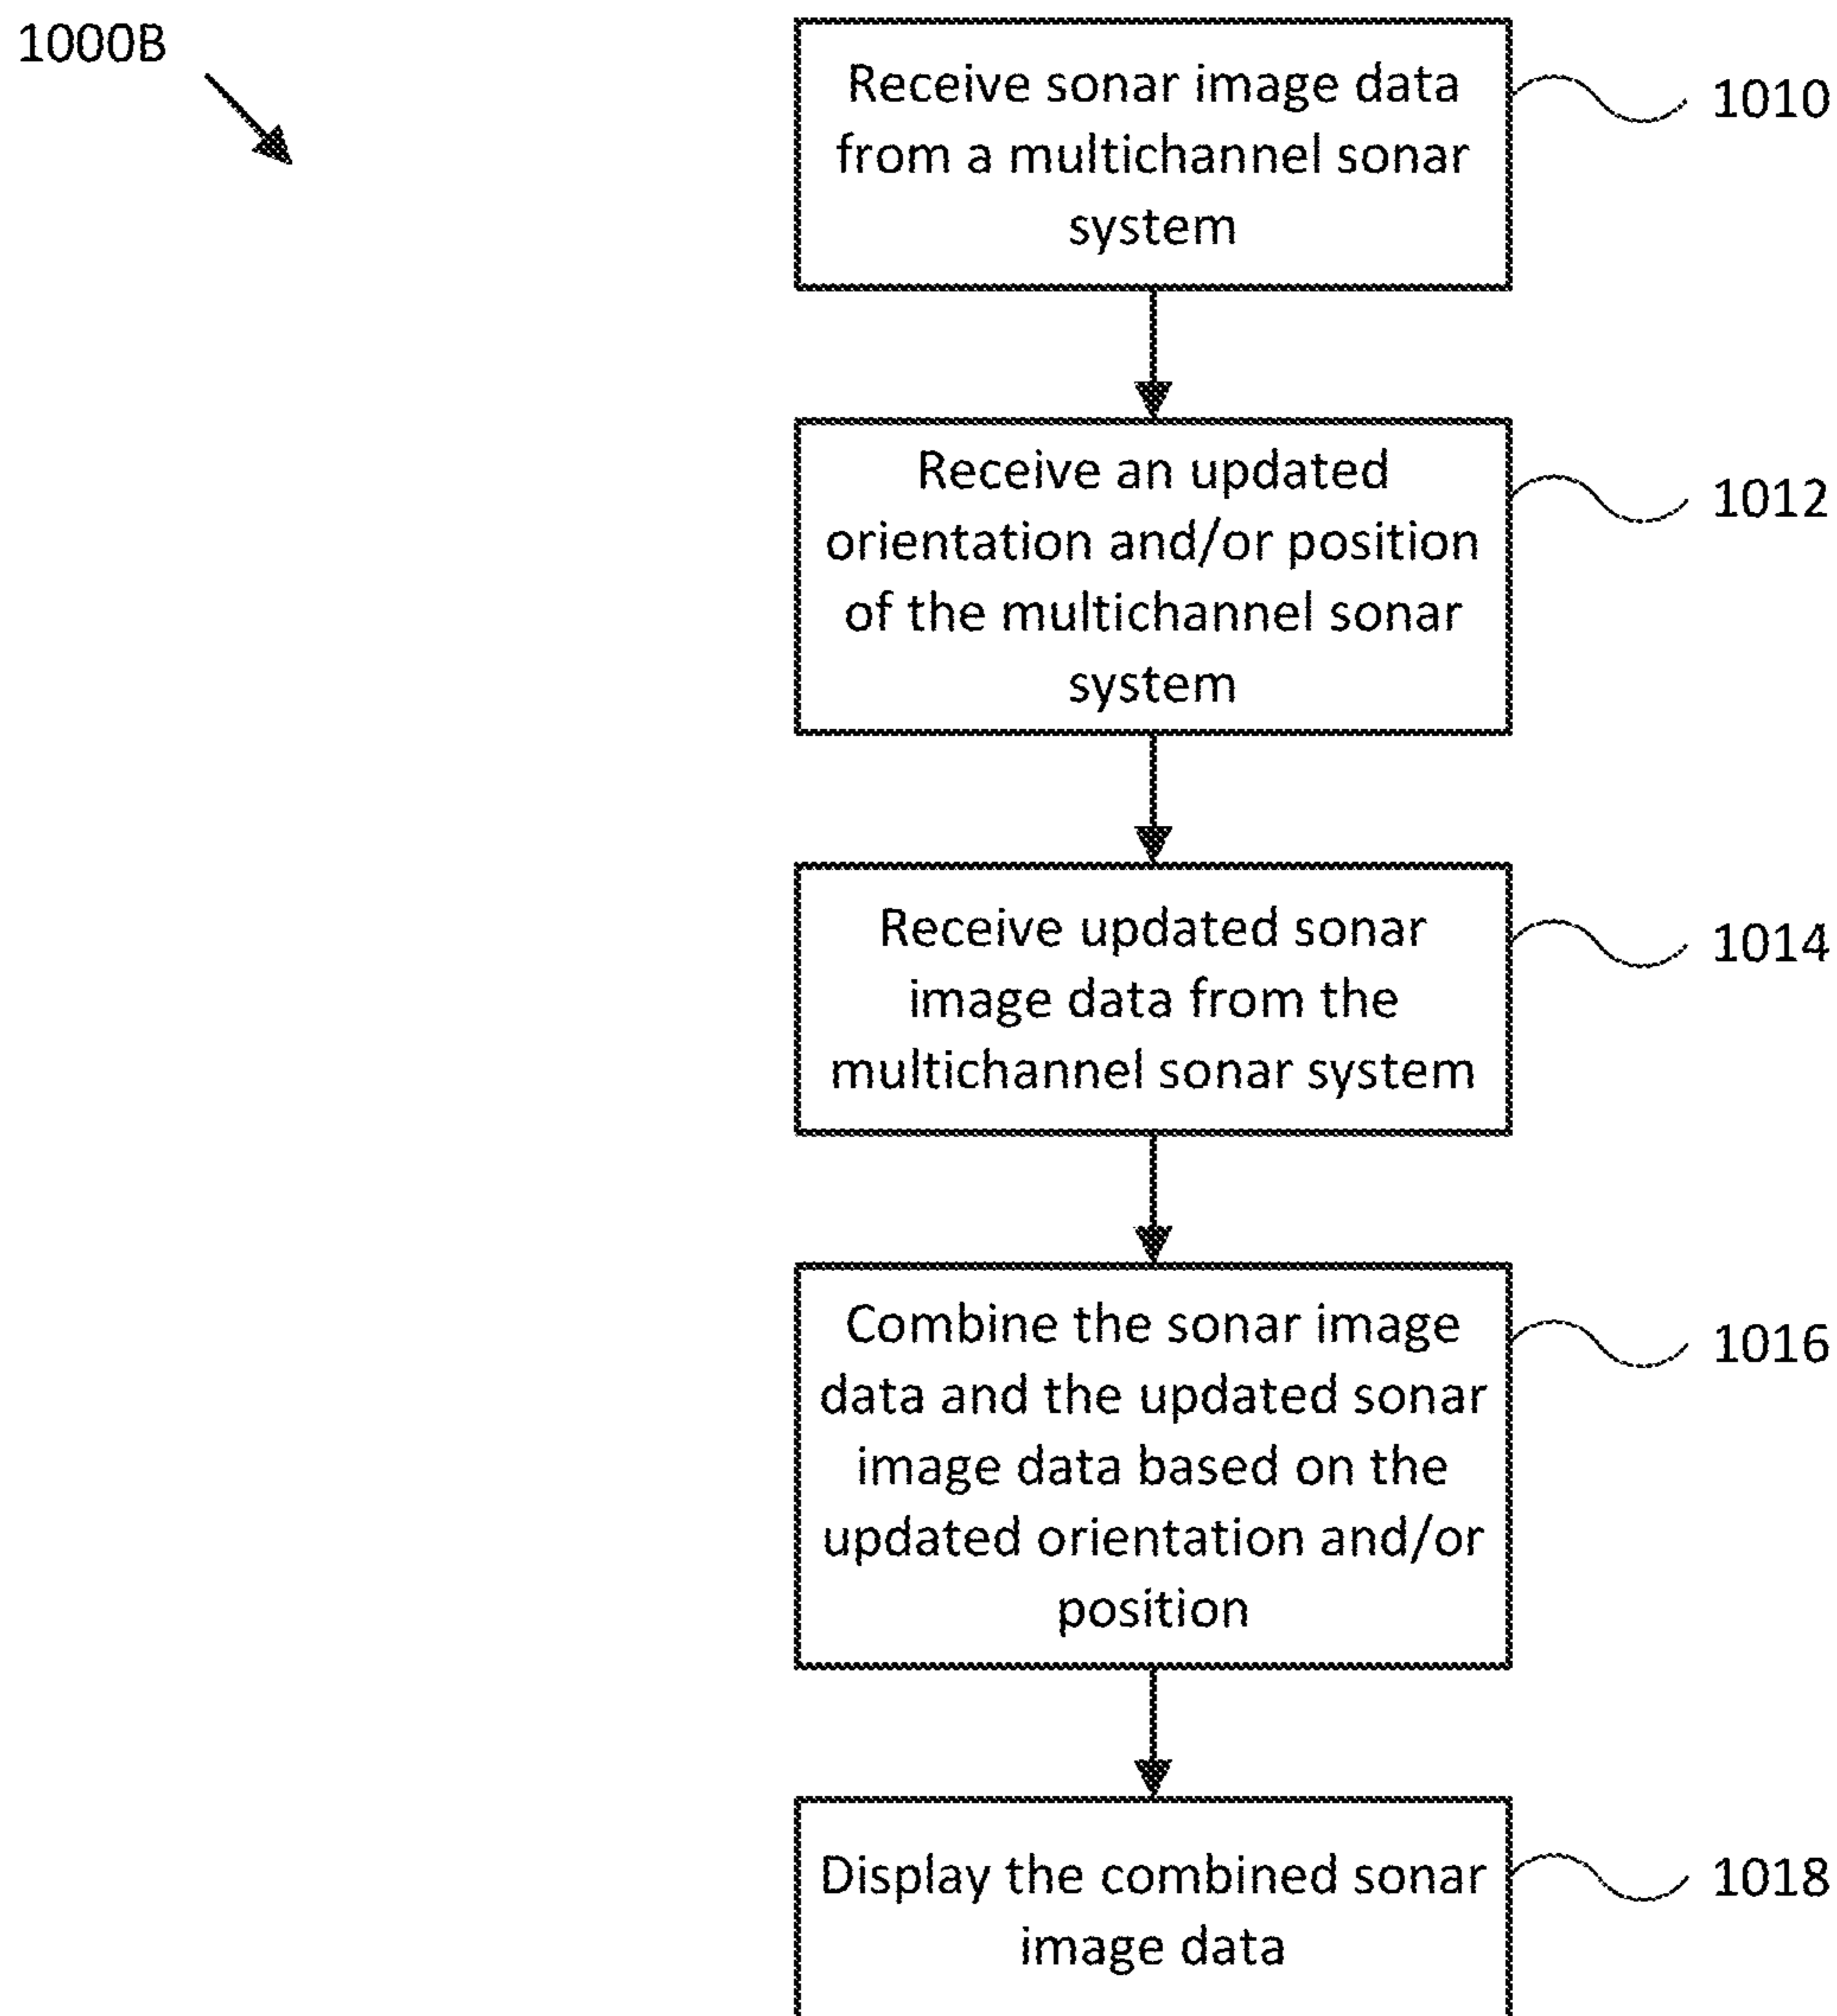 1000B
Receive sonar image data
from a multichannel sonar
system
1010
Receive an updated
orientation and/or position
of the multichannel sonar
system
1012
Receive updated sonar
image data from the
multichannel sonar system
1014
Combine the sonar image
data and the updated sonar
image data based on the
updated orientation and/or
position
1016
Display the combined sonar
image data
1018